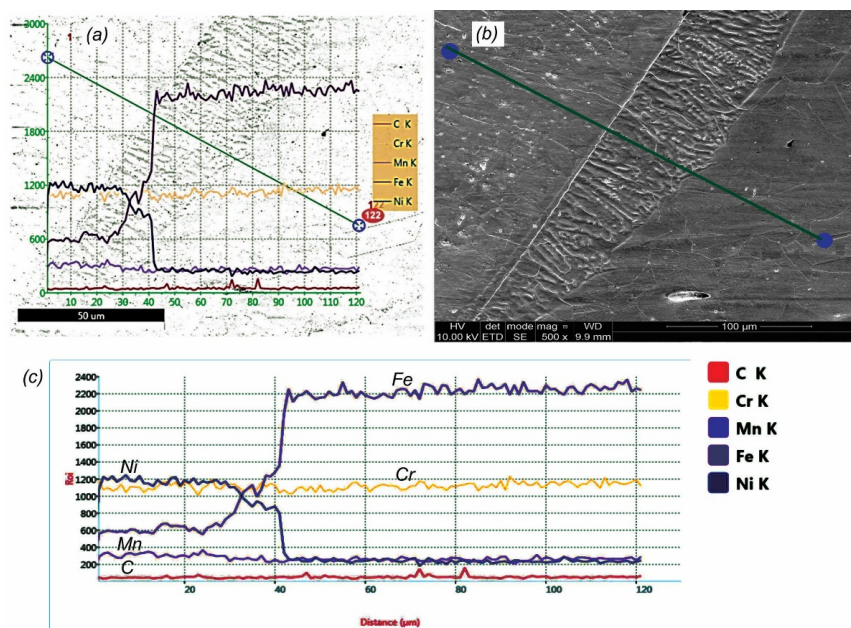 (a)
3000
1
2400
1800
1200
600
0
10 20 30 40 50 60 70 80 90 100 110 120
C K
Cr K
Mn K
Fe K
Ni K
122
50 um
(b)
HV det mode mag = WD
10.00 kV ETD SE 500 x 9.9 mm
100 µm
(c)
2400
2200
2000
1800
1600
1400
1200
1000
800
600
400
200
Roi
Fe
Ni
Cr
Mn
C
20 40 60 80 100 120
Distance (µm)
C K
Cr K
Mn K
Fe K
Ni K